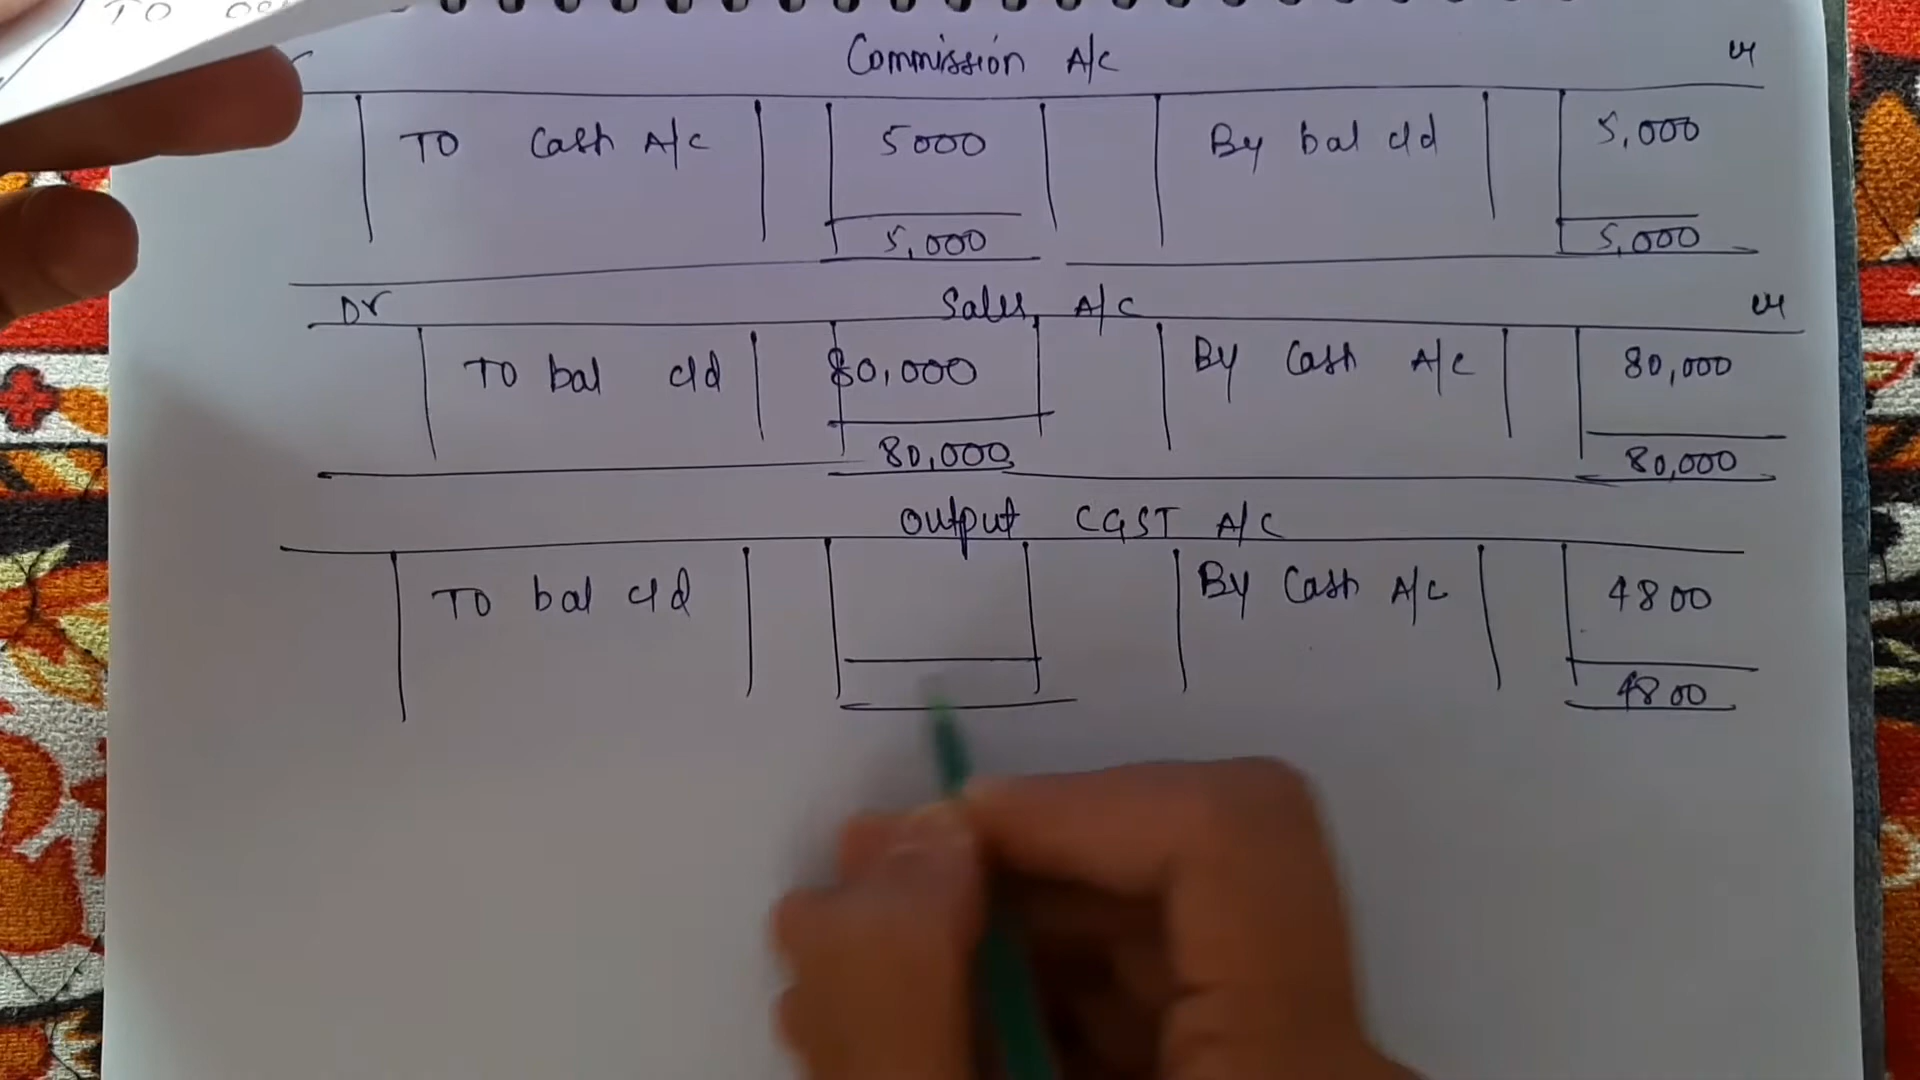 TO
Commission A/c
cr
TO Cash A/c 5000 By bal c/d 5,000
5,000 5,000
Dr Sales A/c cr
TO bal c/d 80,000 By Cash A/c 80,000
80,000 80,000
Output CGST A/C
TO bal c/d By Cash A/c 4800
4800